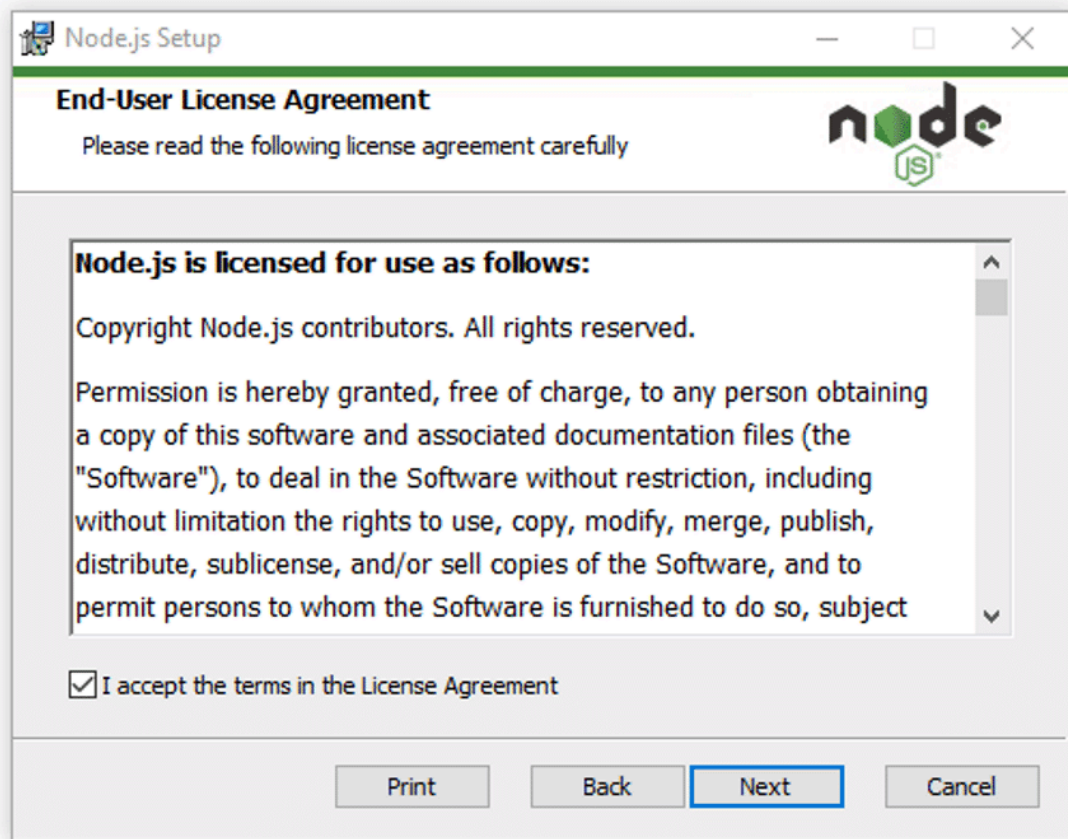 Node.js Setup
End-User License Agreement
Please read the following license agreement carefully
node
JS
Node.js is licensed for use as follows:
Copyright Node.js contributors. All rights reserved.
Permission is hereby granted, free of charge, to any person obtaining
a copy of this software and associated documentation files (the
"Software"), to deal in the Software without restriction, including
without limitation the rights to use, copy, modify, merge, publish,
distribute, sublicense, and/or sell copies of the Software, and to
permit persons to whom the Software is furnished to do so, subject
I accept the terms in the License Agreement
Print Back Next Cancel